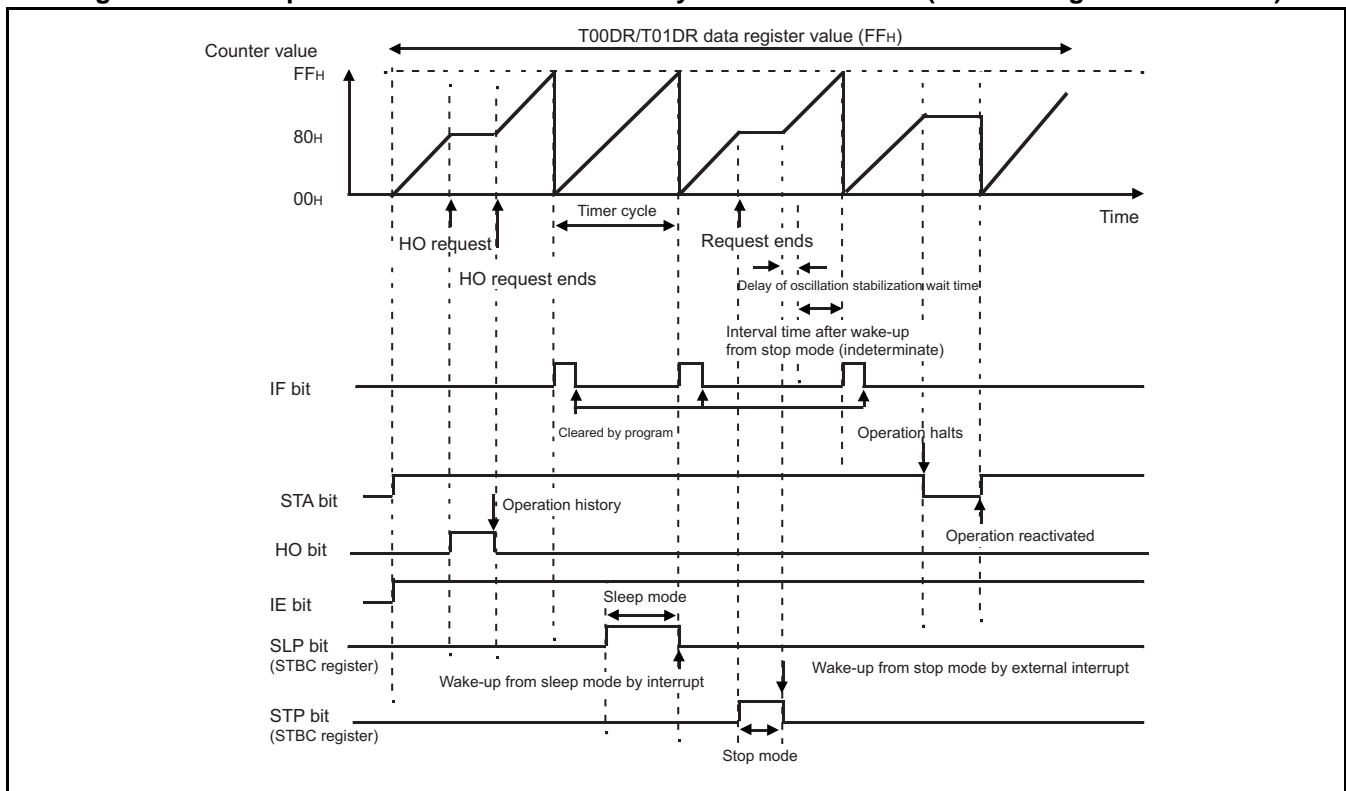 T00DR/T01DR data register value (FFH)
Counter value
FFH
80H
00H
Time
Timer cycle
HO request
Request ends
HO request ends
Delay of oscillation stabilization wait time
Interval time after wake-up
from stop mode (indeterminate)
IF bit
Cleared by program
Operation halts
STA bit
Operation history
Operation reactivated
HO bit
IE bit
Sleep mode
SLP bit
(STBC register)
Wake-up from sleep mode by interrupt
Wake-up from stop mode by external interrupt
STP bit
(STBC register)
Stop mode